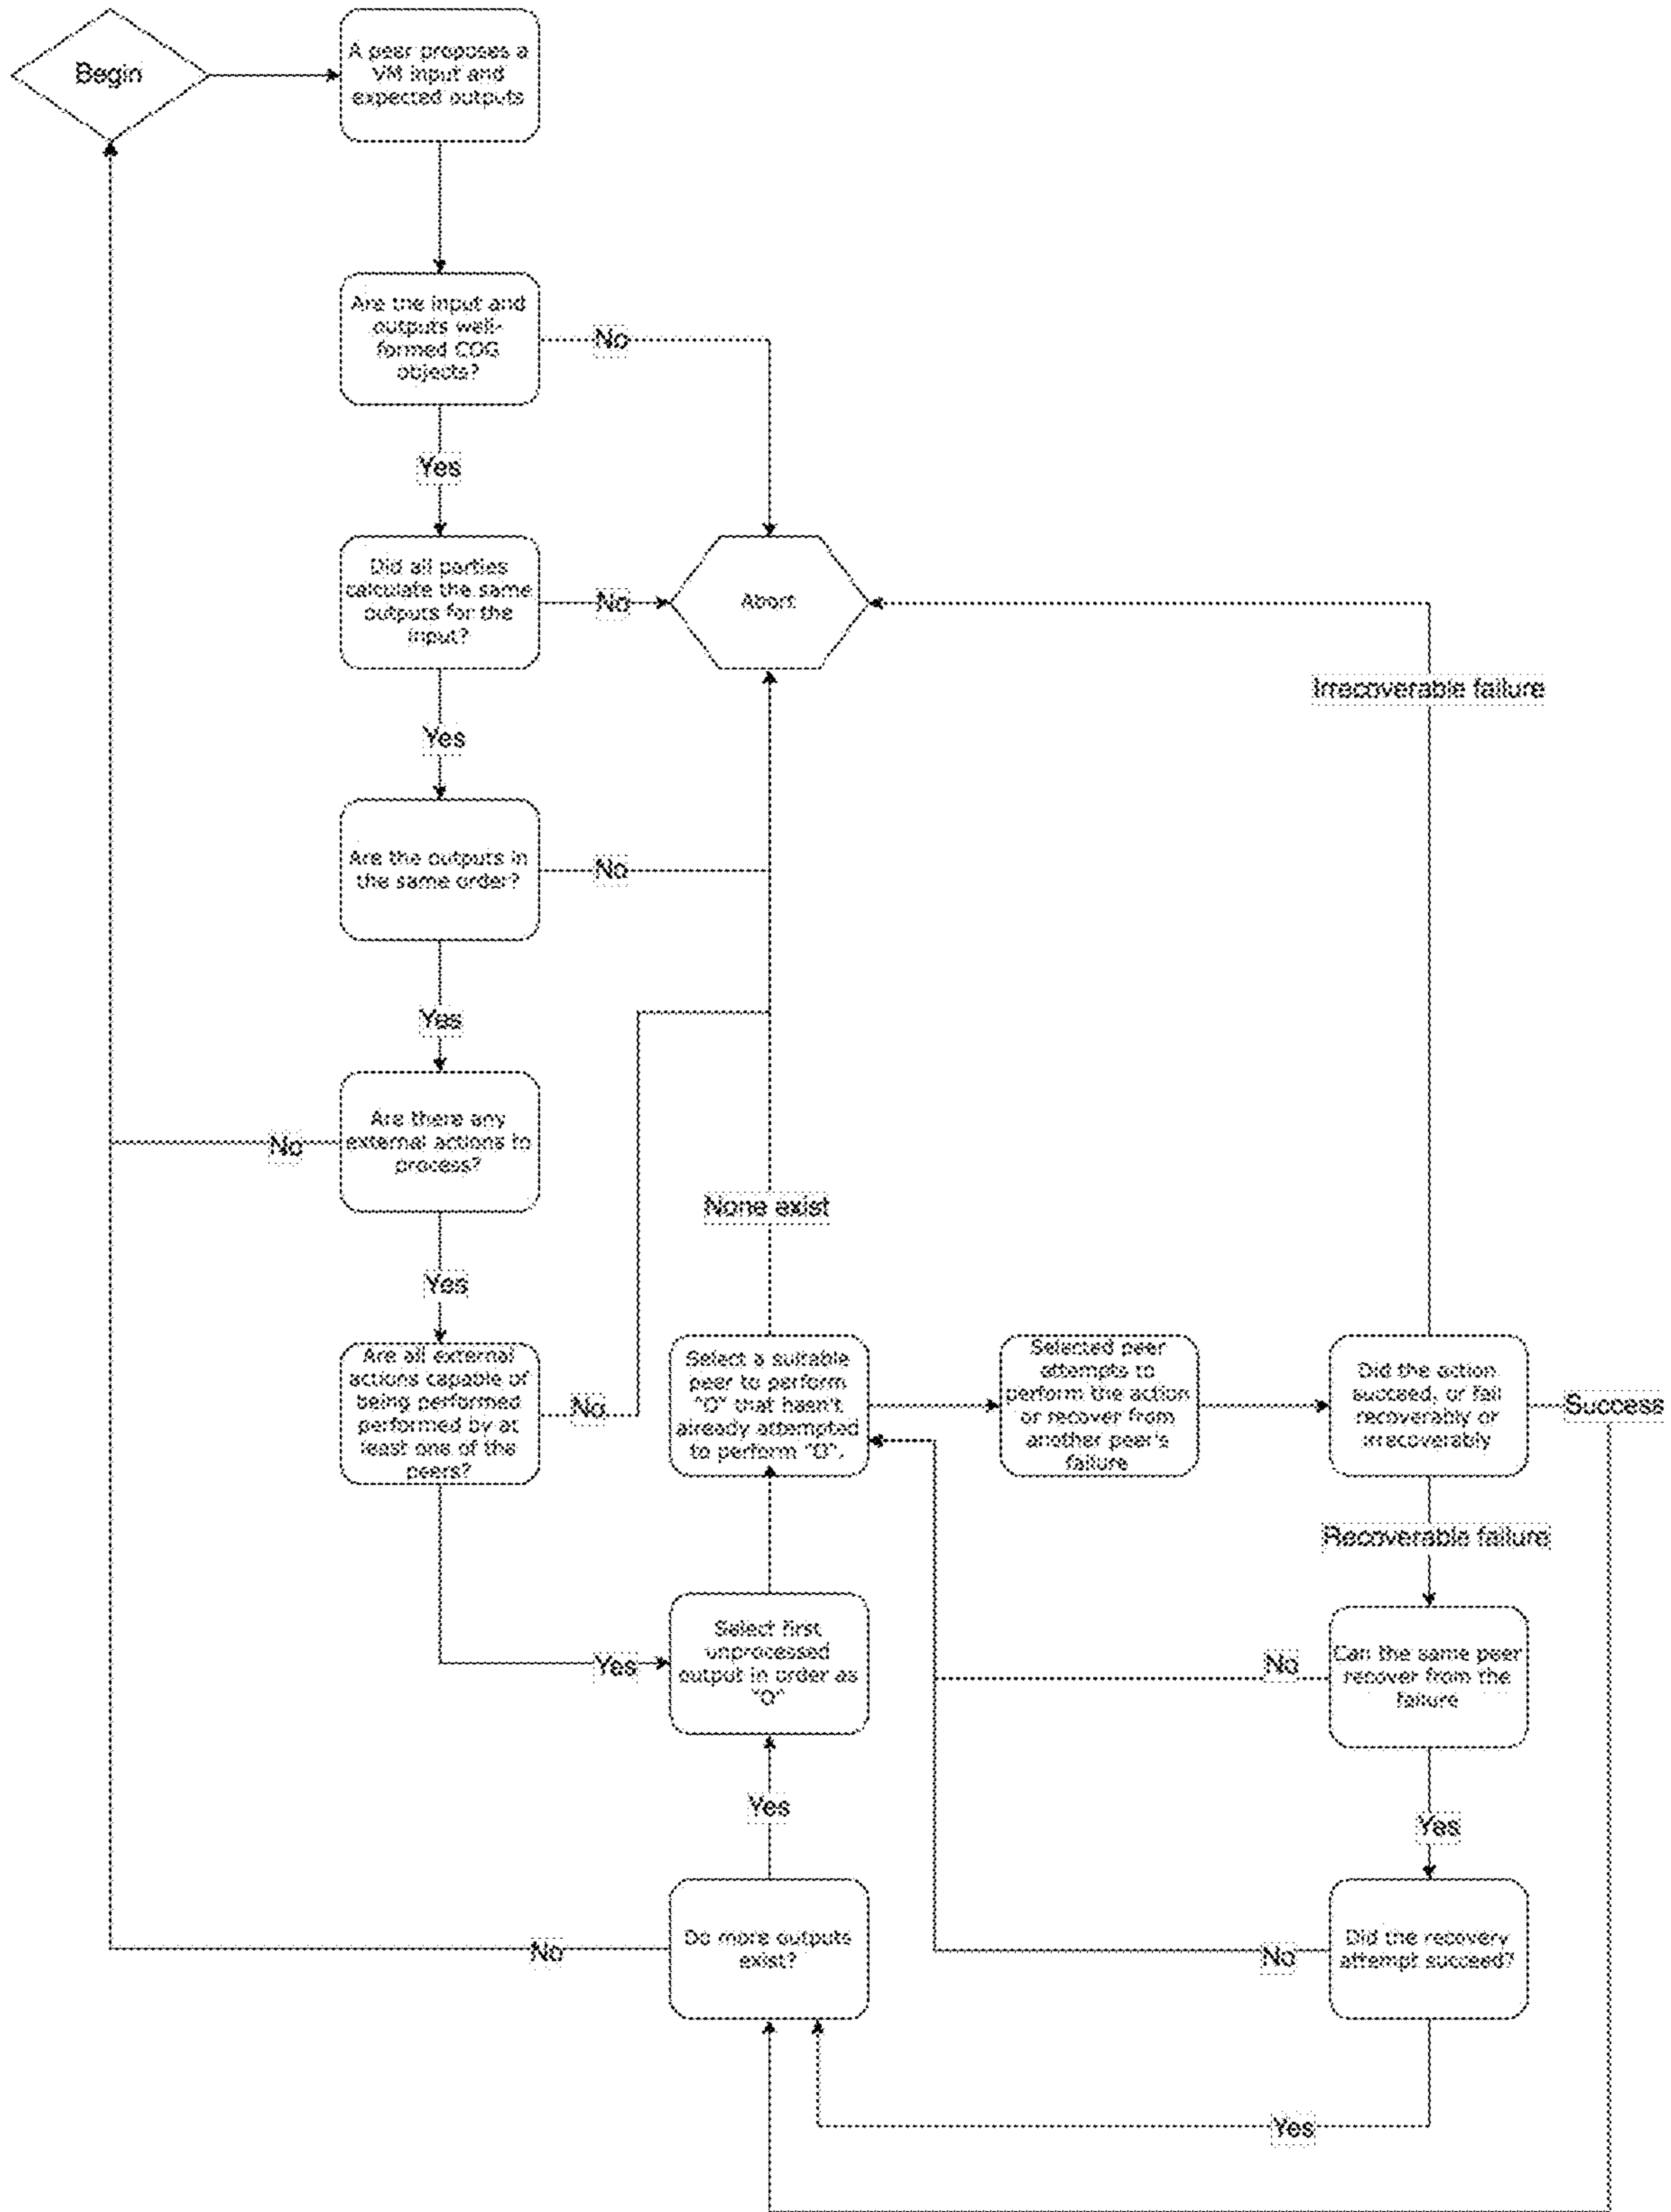 Begin
A peer proposes a
VM input and
expected outputs
Are the input and
outputs well-
formed COG
objects?
No
Yes
Did all parties
calculate the same
outputs for the
input?
No
Abort
Irrecoverable failure
Yes
Are the outputs in
the same order?
No
Yes
Are there any
external actions to
process?
No
None exist
Yes
Are all external
actions capable of
being performed
performed by at
least one of the
peers?
No
Select a suitable
peer to perform
"O" that hasn't
already attempted
to perform "O".
Selected peer
attempts to
perform the action
or recover from
another peer's
failure
Did the action
succeed, or fail
recoverably or
irrecoverably
Success
Recoverable failure
Yes
Select first
unprocessed
output in order as
"O"
No
Can the same peer
recover from the
failure
Yes
Yes
No
Do more outputs
exist?
No
Did the recovery
attempt succeed?
Yes